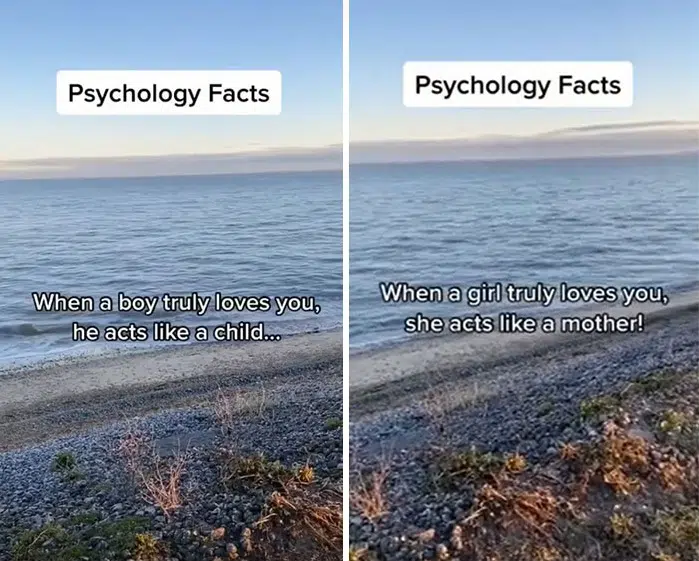 Psychology Facts
When a boy truly loves you,
he acts like a child...
Psychology Facts
When a girl truly loves you,
she acts like a mother!